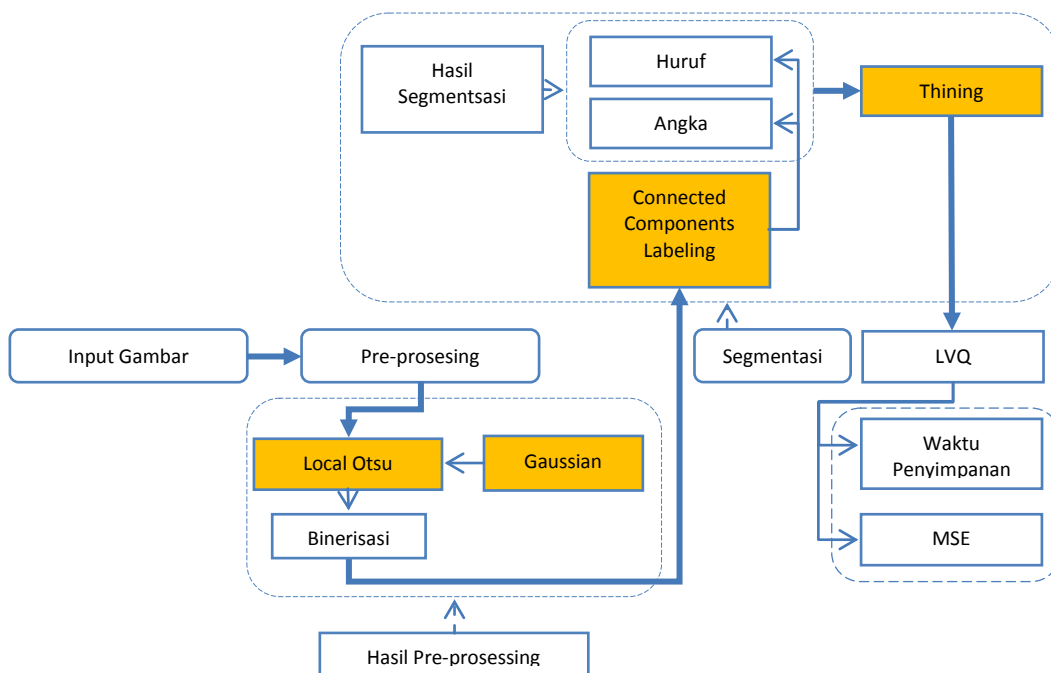 Hasil
Segmentsasi
Huruf
Angka
Thining
Connected
Components
Labeling
Input Gambar
Pre-prosesing
Segmentasi
LVQ
Local Otsu
Gaussian
Binerisasi
Waktu
Penyimpanan
MSE
Hasil Pre-prosessing